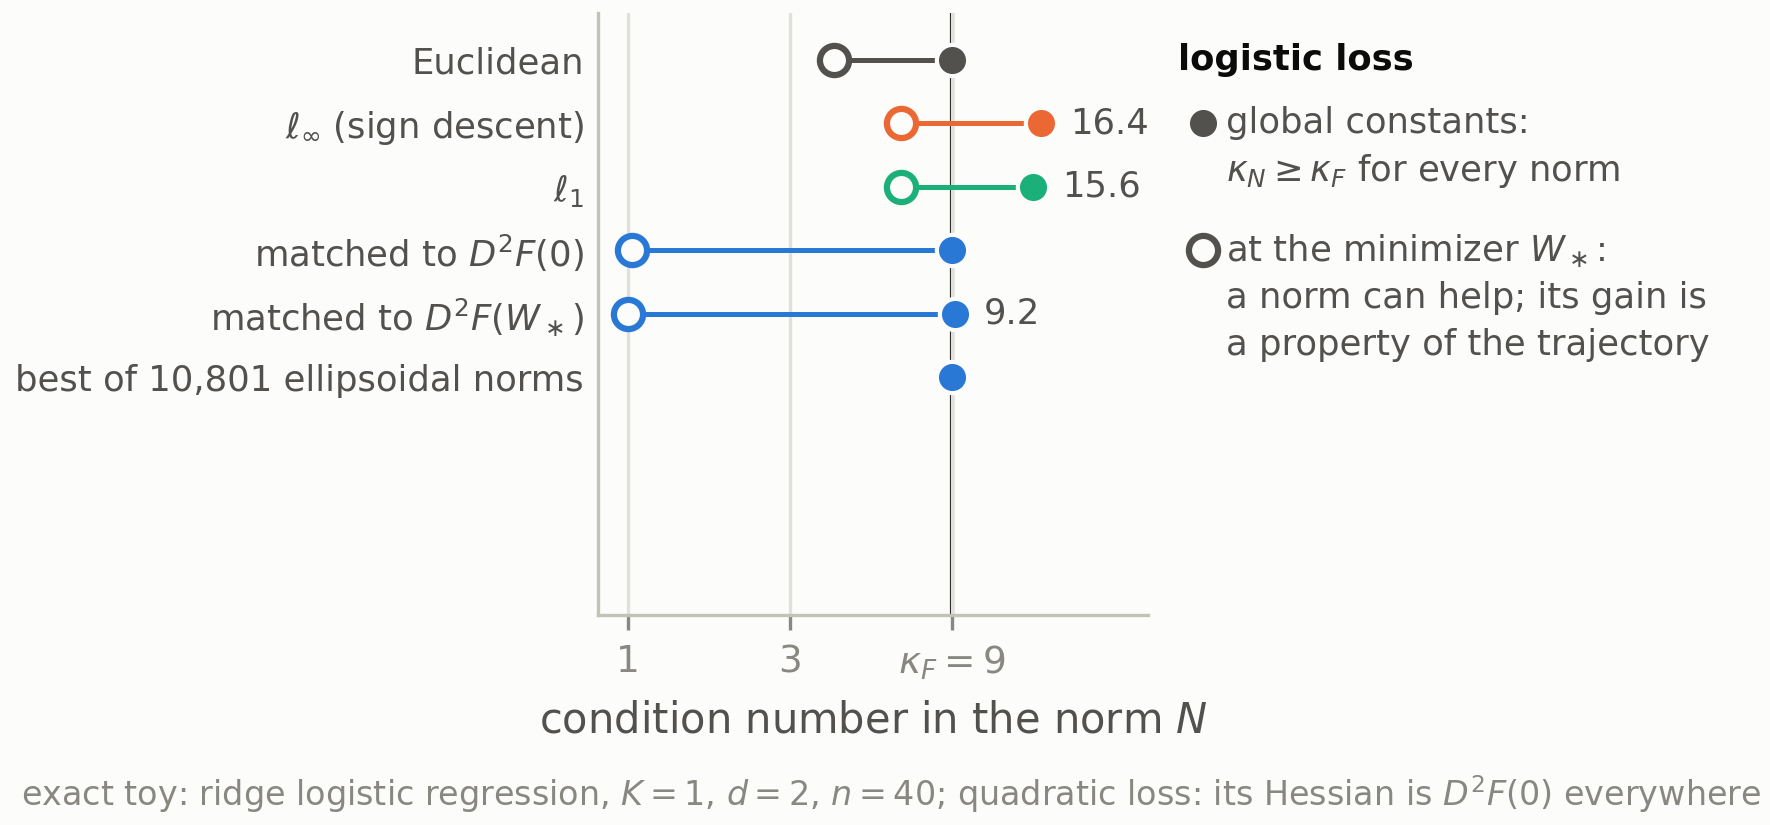 Euclidean
ℓ∞ (sign descent)
16.4
ℓ1
15.6
matched to D²F(0)
matched to D²F(W∗)
9.2
best of 10,801 ellipsoidal norms
logistic loss
global constants:
κN ≥ κF for every norm
at the minimizer W∗:
a norm can help; its gain is
a property of the trajectory
1
3
κF = 9
condition number in the norm N
exact toy: ridge logistic regression, K = 1, d = 2, n = 40; quadratic loss: its Hessian is D²F(0) everywhere